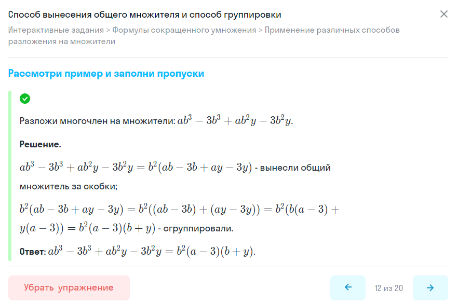 Способ вынесения общего множителя и способ группировки
Интерактивные задания > Формулы сокращенного умножения > Применение различных способов
разложения на множители
Рассмотри пример и заполни пропуски
Разложи многочлен на множители: ab³ − 3b³ + ab²y − 3b²y.
Решение.
ab³ − 3b³ + ab²y − 3b²y = b²(ab − 3b + ay − 3y) - вынесли общий
множитель за скобки;
b²(ab − 3b + ay − 3y) = b²((ab − 3b) + (ay − 3y)) = b²(b(a − 3) +
y(a − 3)) = b²(a − 3)(b + y) - сгруппировали.
Ответ: ab³ − 3b³ + ab²y − 3b²y = b²(a − 3)(b + y).
Убрать упражнение
12 из 20